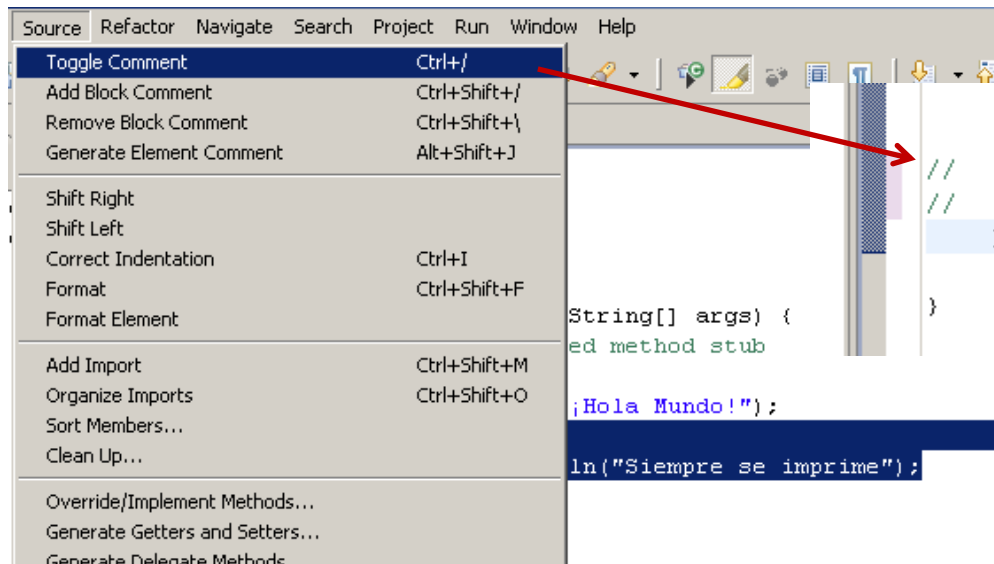 Source Refactor Navigate Search Project Run Window Help
Toggle Comment Ctrl+/
Add Block Comment Ctrl+Shift+/
Remove Block Comment Ctrl+Shift+\
Generate Element Comment Alt+Shift+J
//
Shift Right
//
Shift Left
Correct Indentation Ctrl+I
Format Ctrl+Shift+F
}
Format Element
String[] args) {
ed method stub
Add Import Ctrl+Shift+M
Organize Imports Ctrl+Shift+O
¡Hola Mundo!");
Sort Members...
Clean Up...
ln("Siempre se imprime");
Override/Implement Methods...
Generate Getters and Setters...
Generate Delegate Methods